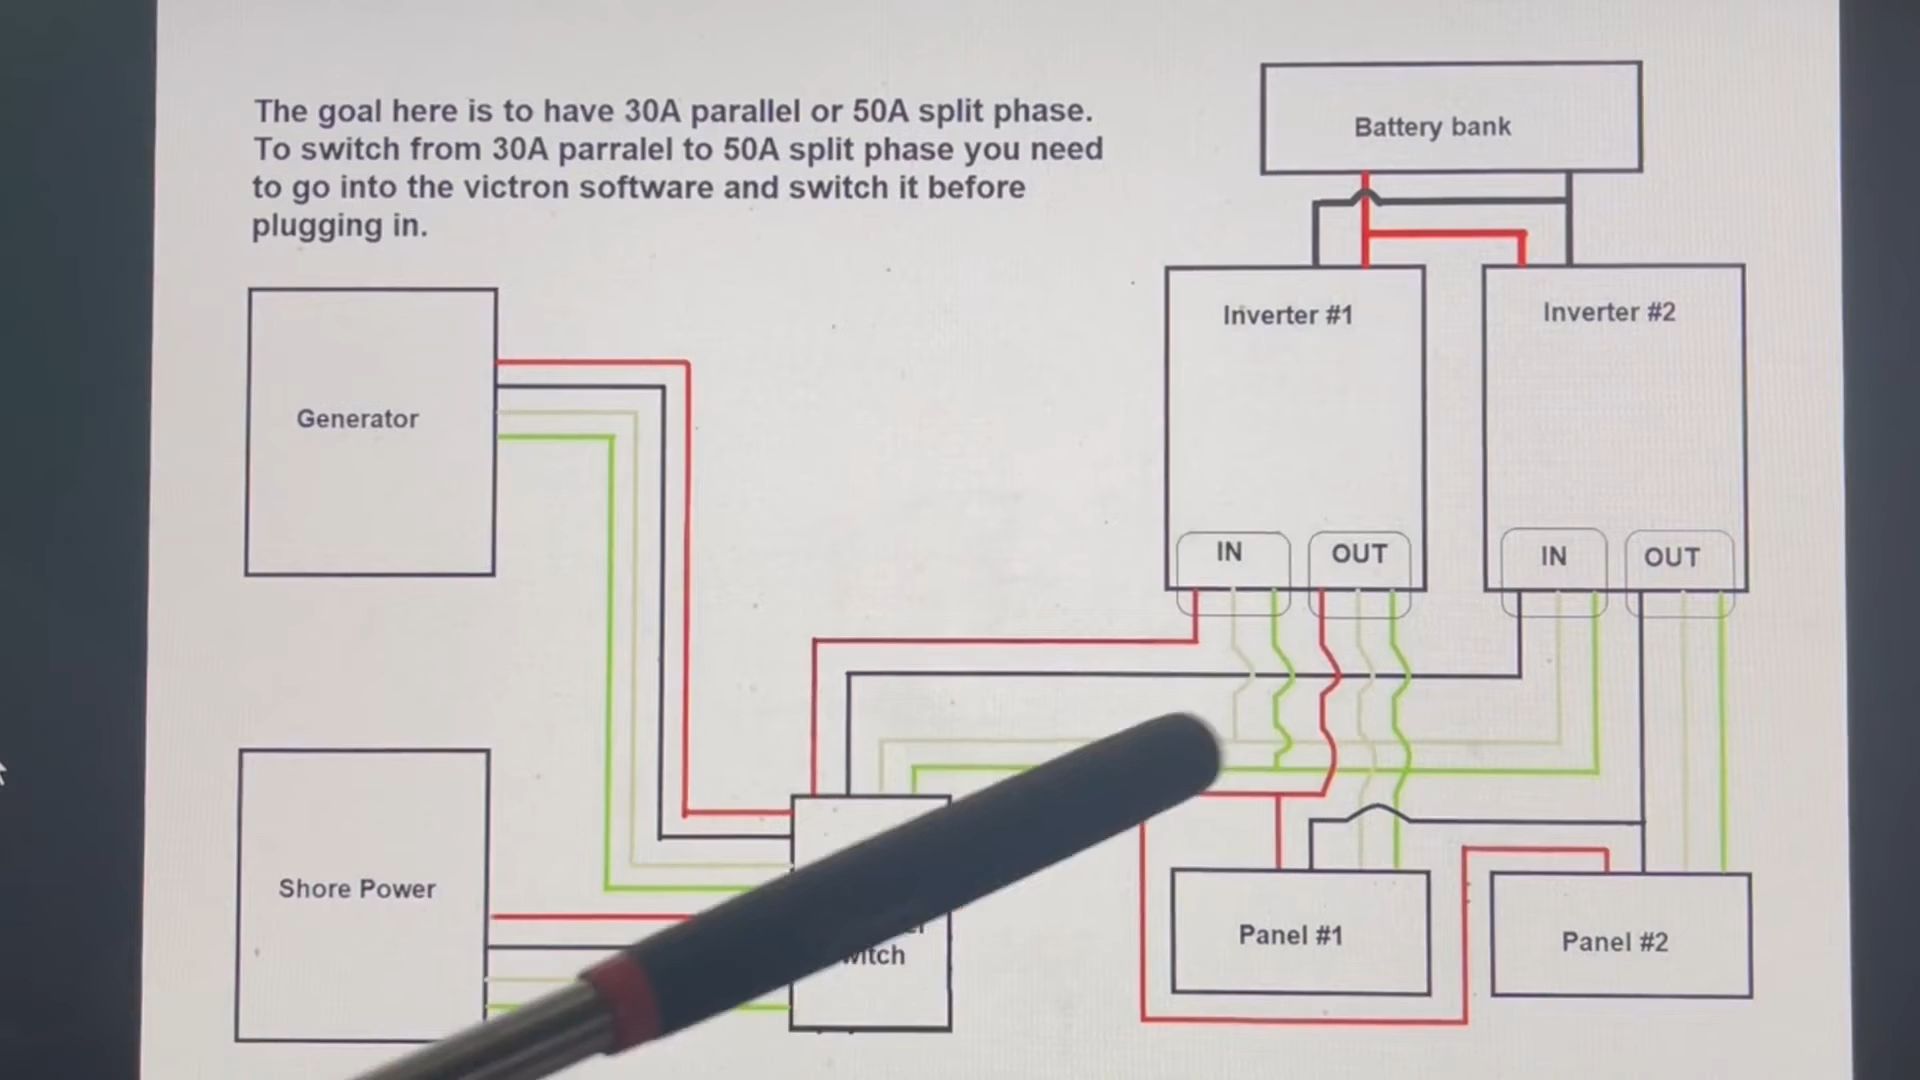 The goal here is to have 30A parallel or 50A split phase.
To switch from 30A parralel to 50A split phase you need
to go into the victron software and switch it before
plugging in.
Battery bank
Inverter #1
Inverter #2
Generator
IN
OUT
IN
OUT
Shore Power
Panel #1
Panel #2